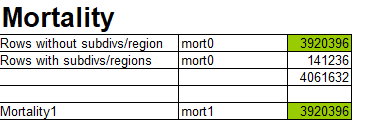 Mortality
Rows without subdivs/region mort0 3920396
Rows with subdivs/regions mort0 141236
4061632
Mortality1 mort1 3920396